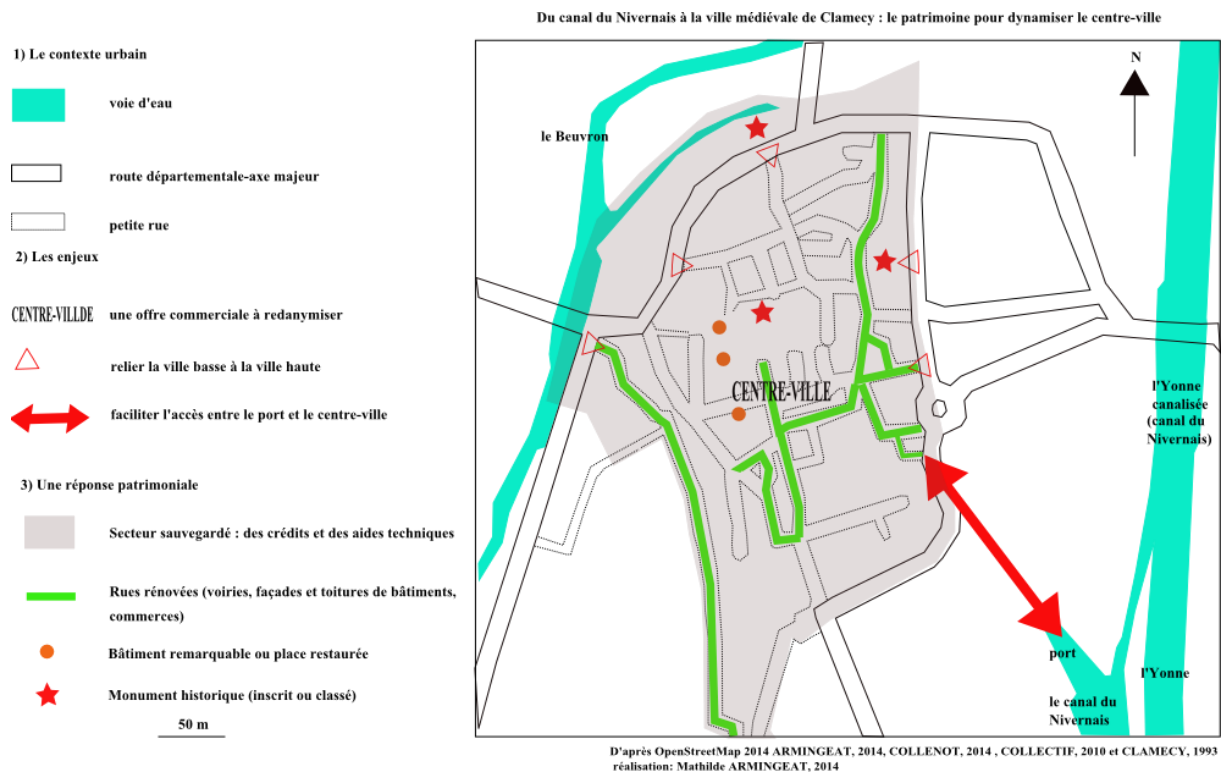 Du canal du Nivernais à la ville médiévale de Clamecy : le patrimoine pour dynamiser le centre-ville
1) Le contexte urbain
voie d'eau
route départementale-axe majeur
petite rue
2) Les enjeux
CENTRE-VILLDE
une offre commerciale à redanymiser
relier la ville basse à la ville haute
faciliter l'accès entre le port et le centre-ville
3) Une réponse patrimoniale
Secteur sauvegardé : des crédits et des aides techniques
Rues rénovées (voiries, façades et toitures de bâtiments,
commerces)
Bâtiment remarquable ou place restaurée
Monument historique (inscrit ou classé)
50 m
N
le Beuvron
CENTRE-VILLE
l'Yonne
canalisée
(canal du
Nivernais)
port
l'Yonne
le canal du
Nivernais
D'après OpenStreetMap 2014 ARMINGEAT, 2014, COLLENOT, 2014 , COLLECTIF, 2010 et CLAMECY, 1993
réalisation: Mathilde ARMINGEAT, 2014